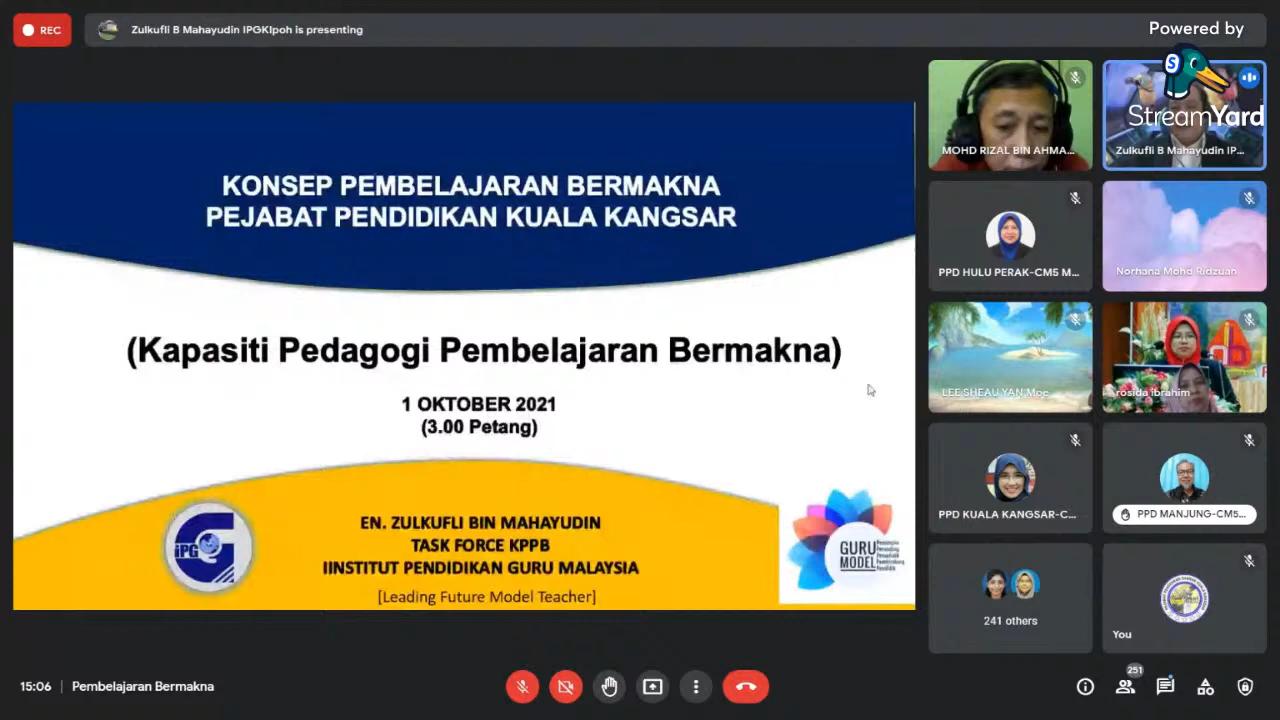 REC
Zulkufli B Mahayudin IPGKIpoh is presenting
Powered by
StreamYard
KONSEP PEMBELAJARAN BERMAKNA
PEJABAT PENDIDIKAN KUALA KANGSAR
(Kapasiti Pedagogi Pembelajaran Bermakna)
1 OKTOBER 2021
(3.00 Petang)
EN. ZULKUFLI BIN MAHAYUDIN
TASK FORCE KPPB
IINSTITUT PENDIDIKAN GURU MALAYSIA
[Leading Future Model Teacher]
iPG
GURU
MODEL
MOHD RIZAL BIN AHMA...
Zulkufli B Mahayudin IP...
PPD HULU PERAK-CM5 M...
Norhana Mohd Ridzuan
LEE SHEAU YAN Moe
rosida ibrahim
PPD KUALA KANGSAR-C...
PPD MANJUNG-CM5...
241 others
You
15:06 | Pembelajaran Bermakna
251